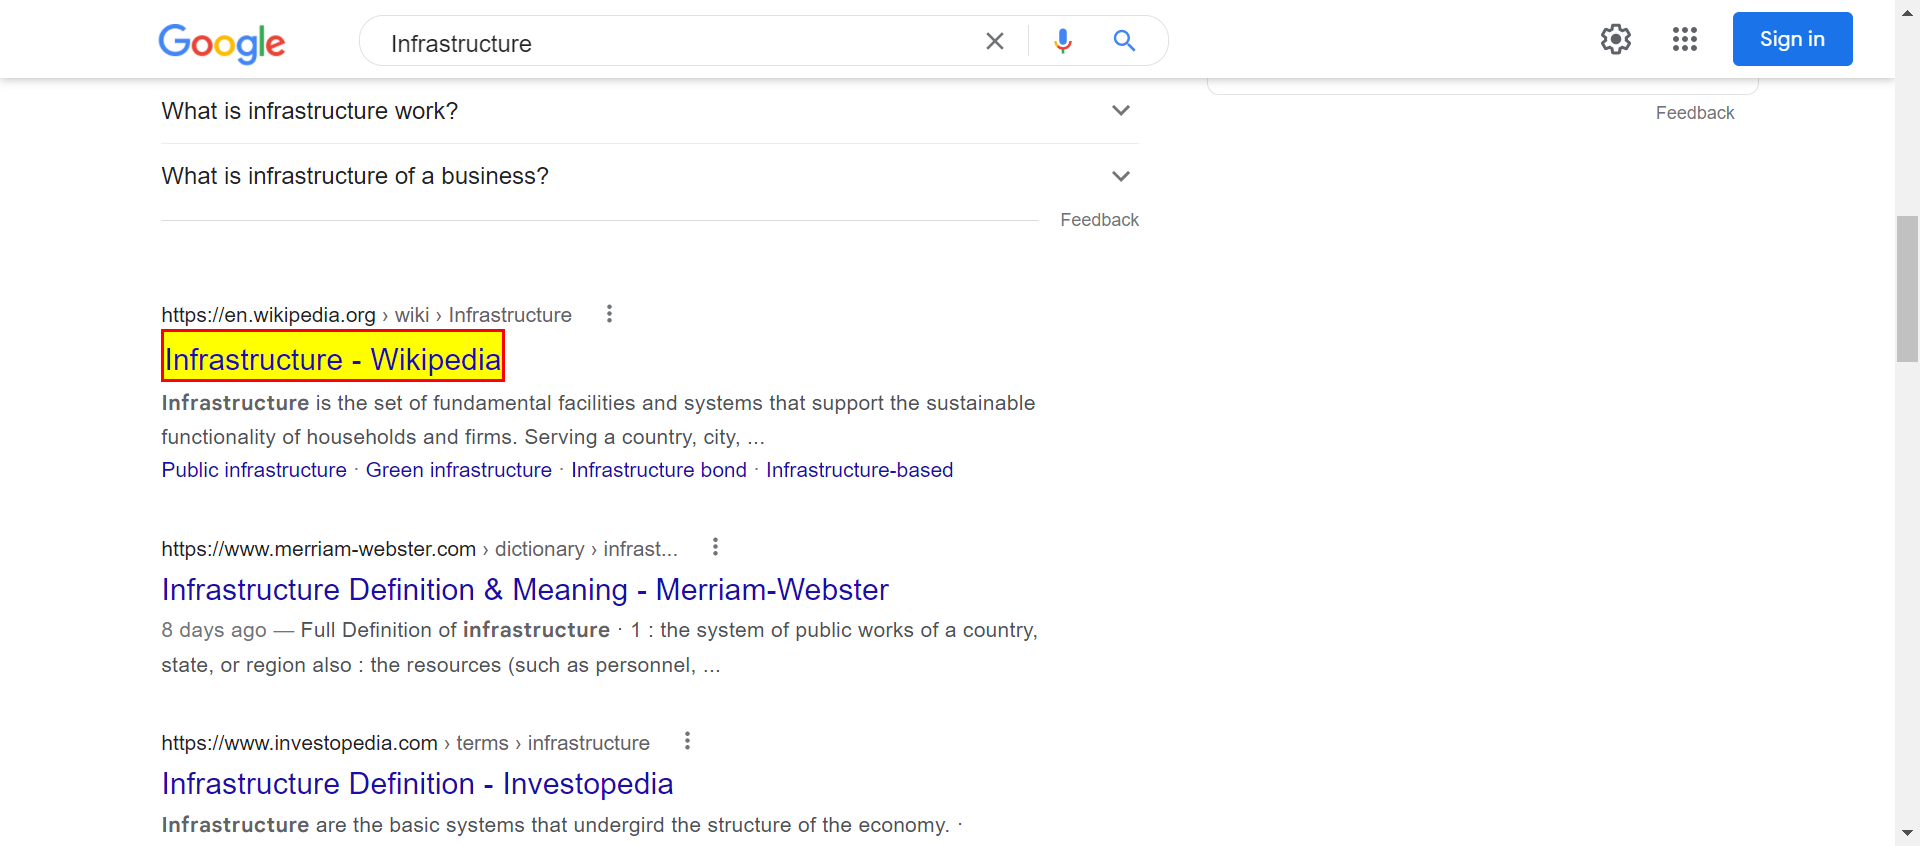 Google
Infrastructure
Sign in
What is infrastructure work?
Feedback
What is infrastructure of a business?
Feedback
https://en.wikipedia.org › wiki › Infrastructure
Infrastructure - Wikipedia
Infrastructure is the set of fundamental facilities and systems that support the sustainable
functionality of households and firms. Serving a country, city, ...
Public infrastructure · Green infrastructure · Infrastructure bond · Infrastructure-based
https://www.merriam-webster.com › dictionary › infrast...
Infrastructure Definition & Meaning - Merriam-Webster
8 days ago — Full Definition of infrastructure · 1 : the system of public works of a country,
state, or region also : the resources (such as personnel, ...
https://www.investopedia.com › terms › infrastructure
Infrastructure Definition - Investopedia
Infrastructure are the basic systems that undergird the structure of the economy. ·